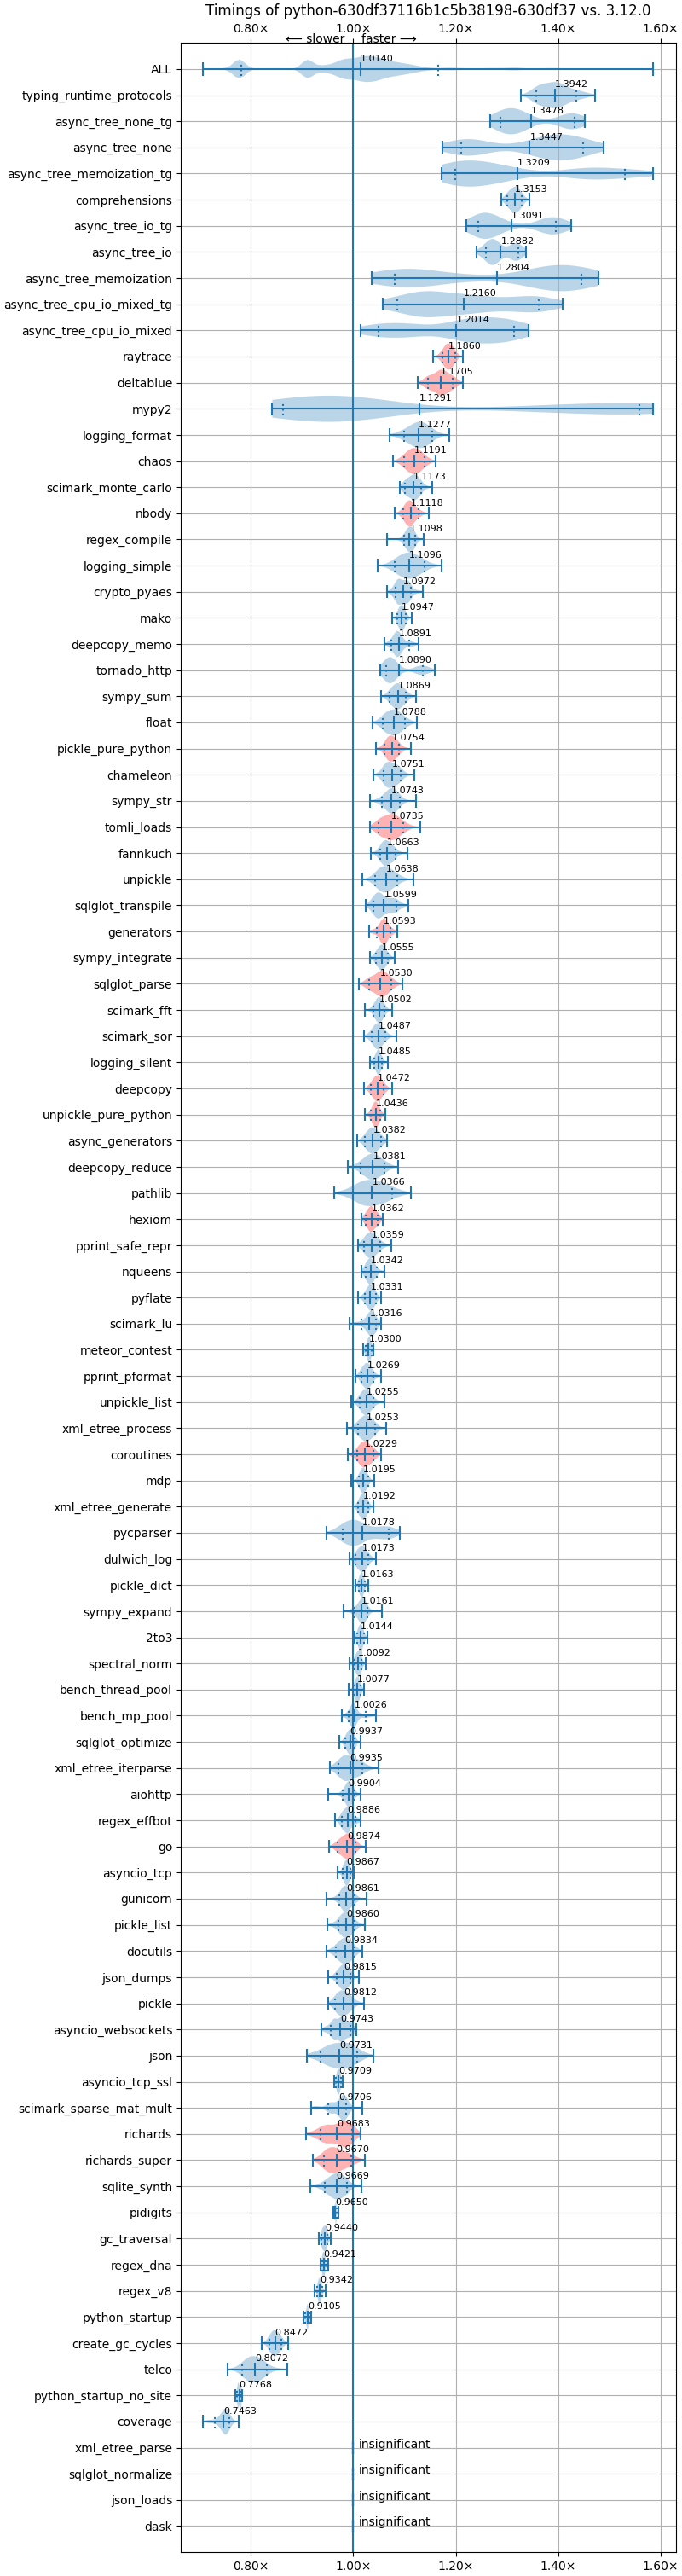 Timings of python-630df37116b1c5b38198-630df37 vs. 3.12.0
0.80× 1.00× 1.20× 1.40× 1.60×
⟵ slower faster ⟶
ALL 1.0140
typing_runtime_protocols 1.3942
async_tree_none_tg 1.3478
async_tree_none 1.3447
async_tree_memoization_tg 1.3209
comprehensions 1.3153
async_tree_io_tg 1.3091
async_tree_io 1.2882
async_tree_memoization 1.2804
async_tree_cpu_io_mixed_tg 1.2160
async_tree_cpu_io_mixed 1.2014
raytrace 1.1860
deltablue 1.1705
mypy2 1.1291
logging_format 1.1277
chaos 1.1191
scimark_monte_carlo 1.1173
nbody 1.1118
regex_compile 1.1098
logging_simple 1.1096
crypto_pyaes 1.0972
mako 1.0947
deepcopy_memo 1.0891
tornado_http 1.0890
sympy_sum 1.0869
float 1.0788
pickle_pure_python 1.0754
chameleon 1.0751
sympy_str 1.0743
tomli_loads 1.0735
fannkuch 1.0663
unpickle 1.0638
sqlglot_transpile 1.0599
generators 1.0593
sympy_integrate 1.0555
sqlglot_parse 1.0530
scimark_fft 1.0502
scimark_sor 1.0487
logging_silent 1.0485
deepcopy 1.0472
unpickle_pure_python 1.0436
async_generators 1.0382
deepcopy_reduce 1.0381
pathlib 1.0366
hexiom 1.0362
pprint_safe_repr 1.0359
nqueens 1.0342
pyflate 1.0331
scimark_lu 1.0316
meteor_contest 1.0300
pprint_pformat 1.0269
unpickle_list 1.0255
xml_etree_process 1.0253
coroutines 1.0229
mdp 1.0195
xml_etree_generate 1.0192
pycparser 1.0178
dulwich_log 1.0173
pickle_dict 1.0163
sympy_expand 1.0161
2to3 1.0144
spectral_norm 1.0092
bench_thread_pool 1.0077
bench_mp_pool 1.0026
sqlglot_optimize 0.9937
xml_etree_iterparse 0.9935
aiohttp 0.9904
regex_effbot 0.9886
go 0.9874
asyncio_tcp 0.9867
gunicorn 0.9861
pickle_list 0.9860
docutils 0.9834
json_dumps 0.9815
pickle 0.9812
asyncio_websockets 0.9743
json 0.9731
asyncio_tcp_ssl 0.9709
scimark_sparse_mat_mult 0.9706
richards 0.9683
richards_super 0.9670
sqlite_synth 0.9669
pidigits 0.9650
gc_traversal 0.9440
regex_dna 0.9421
regex_v8 0.9342
python_startup 0.9105
create_gc_cycles 0.8472
telco 0.8072
python_startup_no_site 0.7768
coverage 0.7463
xml_etree_parse insignificant
sqlglot_normalize insignificant
json_loads insignificant
dask insignificant
0.80× 1.00× 1.20× 1.40× 1.60×